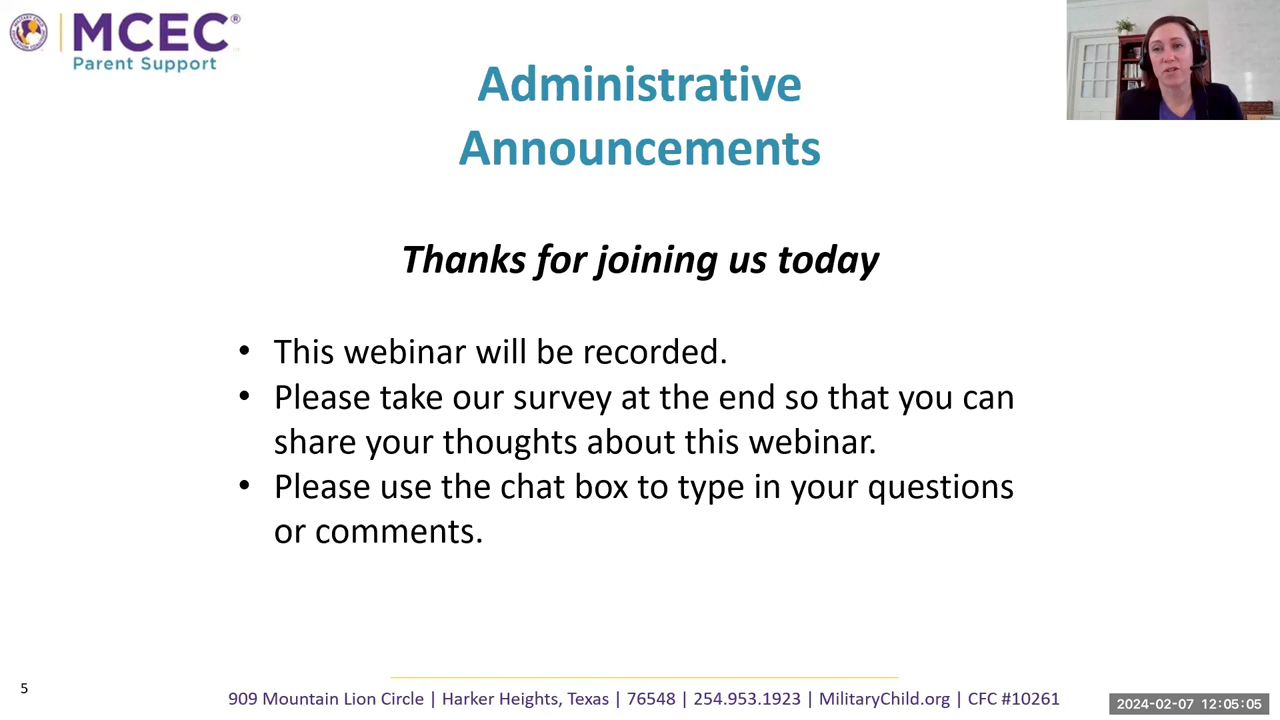 MCEC®
Parent Support
Administrative
Announcements
Thanks for joining us today
• This webinar will be recorded.
• Please take our survey at the end so that you can
share your thoughts about this webinar.
• Please use the chat box to type in your questions
or comments.
5
909 Mountain Lion Circle | Harker Heights, Texas | 76548 | 254.953.1923 | MilitaryChild.org | CFC #10261
2024-02-07 12:05:05